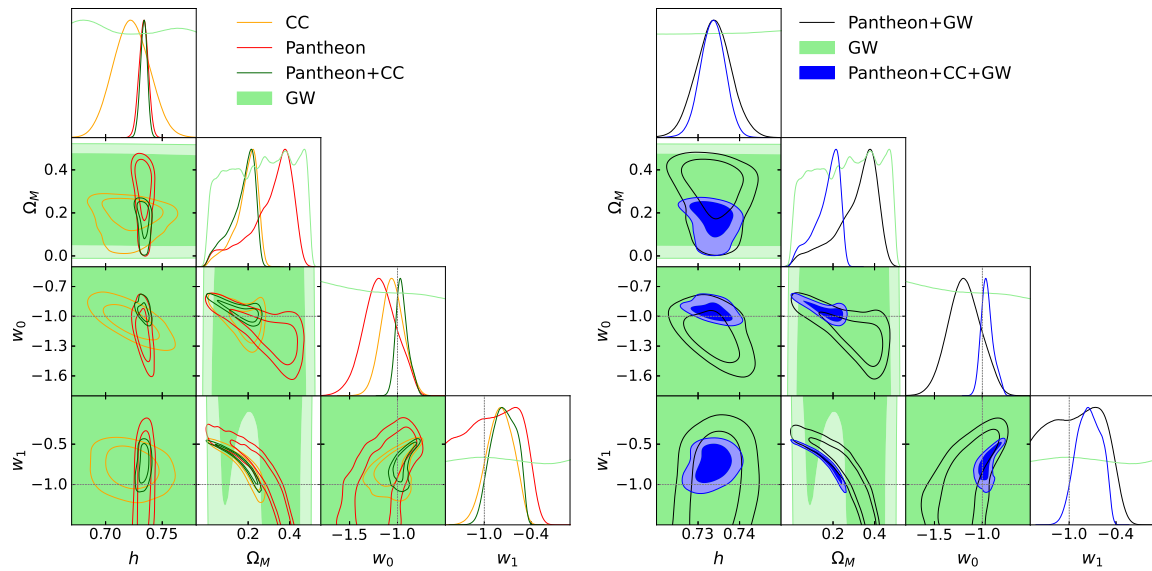 CC
Pantheon
Pantheon+CC
GW
Pantheon+GW
GW
Pantheon+CC+GW
0.4
0.2
0.0
Ω_M
0.4
0.2
0.0
Ω_M
−0.7
−1.0
−1.3
−1.6
w_0
−0.7
−1.0
−1.3
−1.6
w_0
−0.5
−1.0
w_1
−0.5
−1.0
w_1
0.70 0.75 0.2 0.4 −1.5 −1.0 −1.0 −0.4
h Ω_M w_0 w_1
0.73 0.74 0.2 0.4 −1.5 −1.0 −1.0 −0.4
h Ω_M w_0 w_1